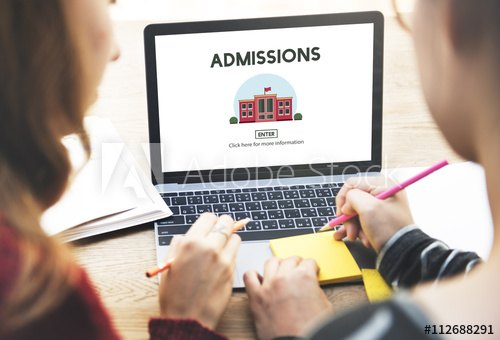 ADMISSIONS
ENTER
Click here for more information
Adobe Stock
#112688291